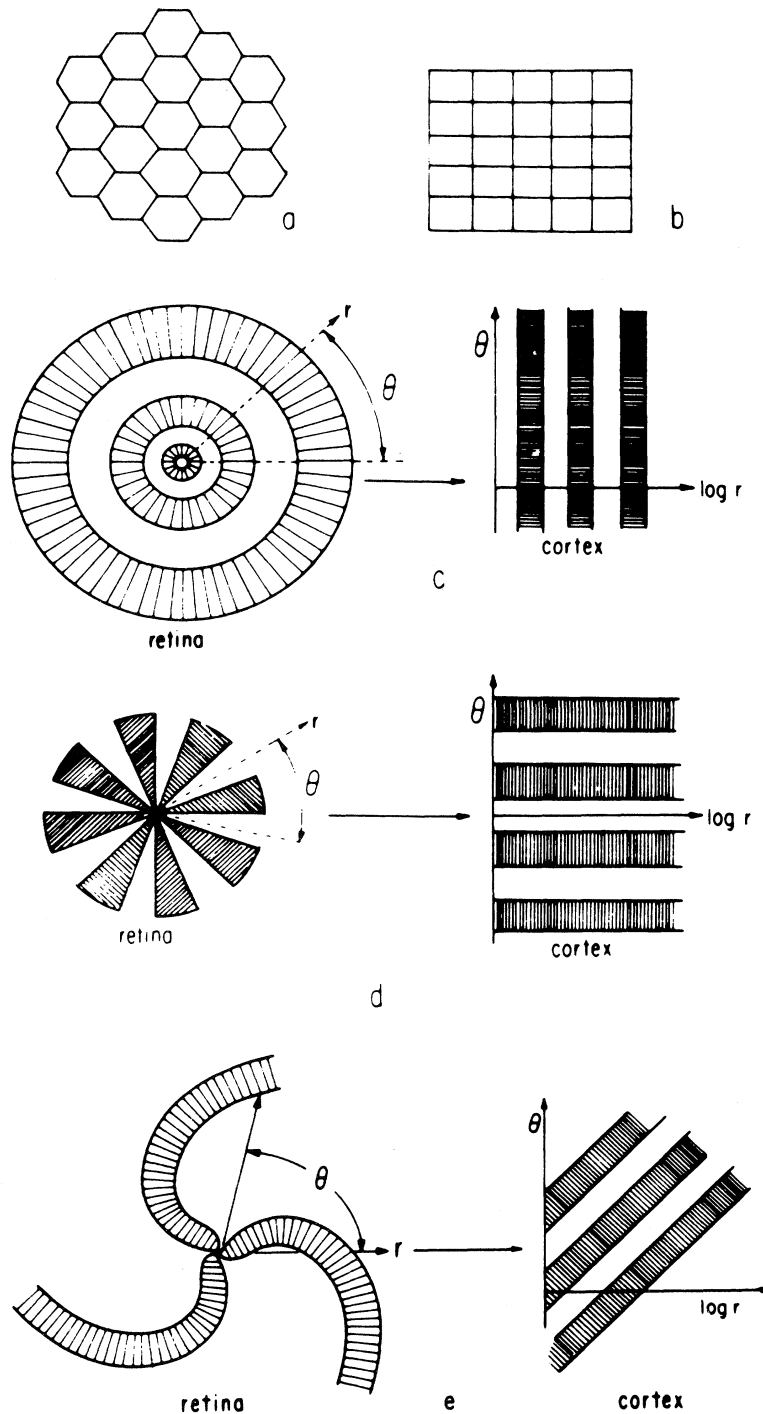 a
b
r
θ
θ
log r
cortex
c
retina
r
θ
θ
log r
retina
cortex
d
θ
r
θ
log r
retina
e
cortex